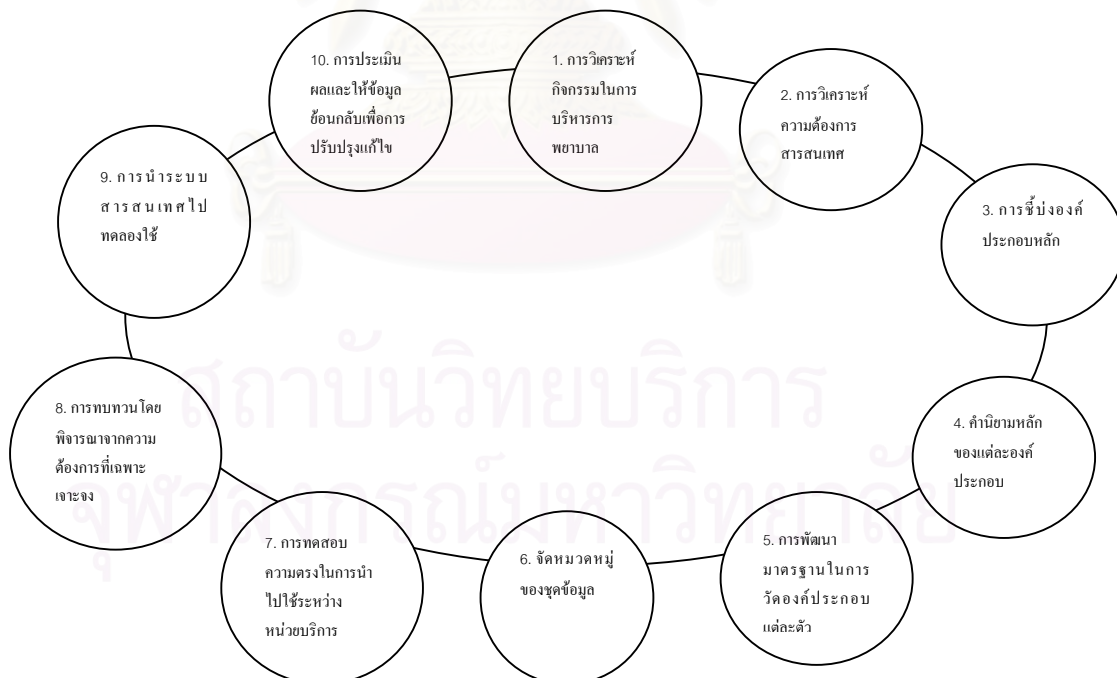 10. การประเมิน
ผลและให้ข้อมูล
ย้อนกลับเพื่อการ
ปรับปรุงแก้ไข
1. การวิเคราะห์
กิจกรรมในการ
บริหารการ
พยาบาล
2. การวิเคราะห์
ความต้องการ
สารสนเทศ
3. การชี้บ่งองค์
ประกอบหลัก
4. คำนิยามหลัก
ของแต่ละองค์
ประกอบ
5. การพัฒนา
มาตรฐานในการ
วัดองค์ประกอบ
แต่ละตัว
6. จัดหมวดหมู่
ของชุดข้อมูล
7. การทดสอบ
ความตรงในการนำ
ไปใช้ระหว่าง
หน่วยบริการ
8. การทบทวนโดย
พิจารณาจากความ
ต้องการที่เฉพาะ
เจาะจง
9. การนำระบบ
สารสนเทศไป
ทดลองใช้
สถาบันวิทยบริการ
จุฬาลงกรณ์มหาวิทยาลัย